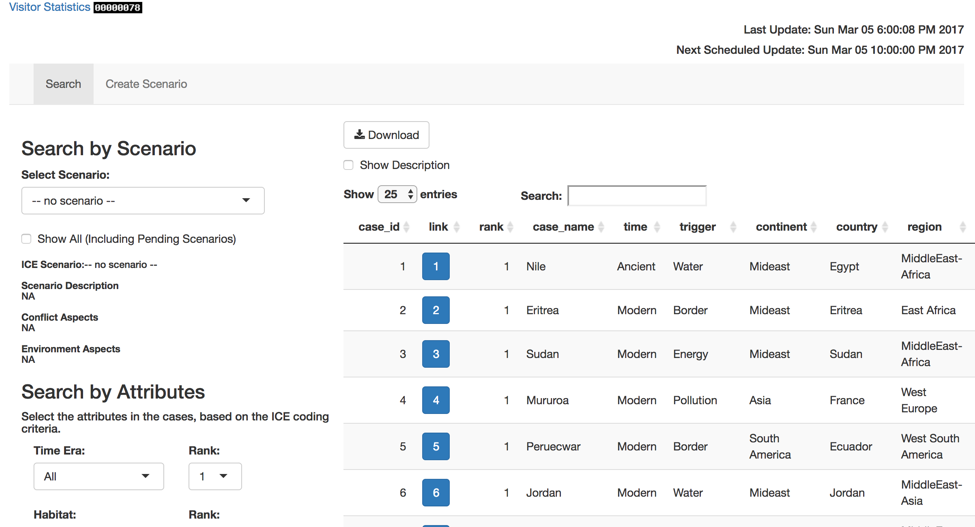 Visitor Statistics 00000078
Last Update: Sun Mar 05 6:00:08 PM 2017
Next Scheduled Update: Sun Mar 05 10:00:00 PM 2017
Search Create Scenario
Search by Scenario
Select Scenario:
-- no scenario --
Show All (Including Pending Scenarios)
ICE Scenario:-- no scenario --
Scenario Description
NA
Conflict Aspects
NA
Environment Aspects
NA
Search by Attributes
Select the attributes in the cases, based on the ICE coding
criteria.
Time Era: Rank:
All 1
Habitat: Rank:
Download
Show Description
Show 25 entries Search:
case_id link rank case_name time trigger continent country region
1 1 1 Nile Ancient Water Mideast Egypt MiddleEast-
Africa
2 2 1 Eritrea Modern Border Mideast Eritrea East Africa
3 3 1 Sudan Modern Energy Mideast Sudan MiddleEast-
Africa
4 4 1 Mururoa Modern Pollution Asia France West
Europe
5 5 1 Peruecwar Modern Border South Ecuador West South
America America
6 6 1 Jordan Modern Water Mideast Jordan MiddleEast-
Asia